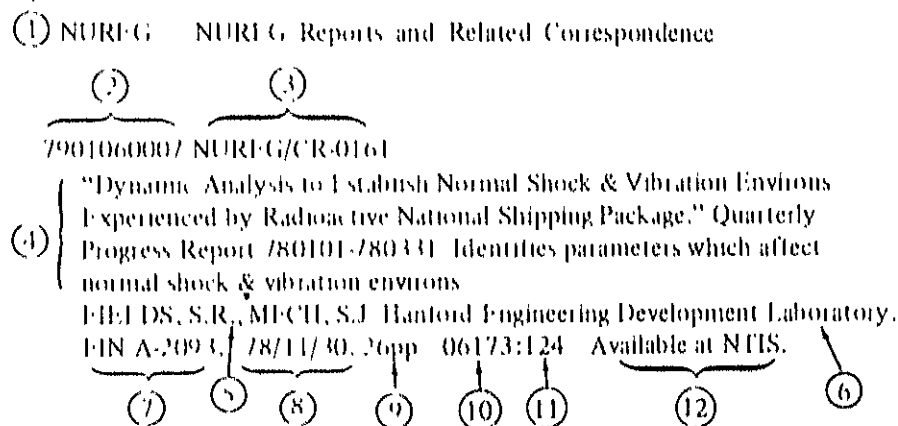 (1) NUREG NUREG Reports and Related Correspondence
(2) (3)
7901060007 NUREG/CR-0161
"Dynamic Analysis to Establish Normal Shock & Vibration Environs
Experienced by Radioactive National Shipping Package." Quarterly
(4) Progress Report 780101-780331 Identifies parameters which affect
normal shock & vibration environs
FIELDS, S.R., MECH, S.J. Hanford Engineering Development Laboratory.
FIN A-2093. 78/11/30. 26pp 06173:124 Available at NTIS.
(7) (5) (8) (9) (10) (11) (12) (6)